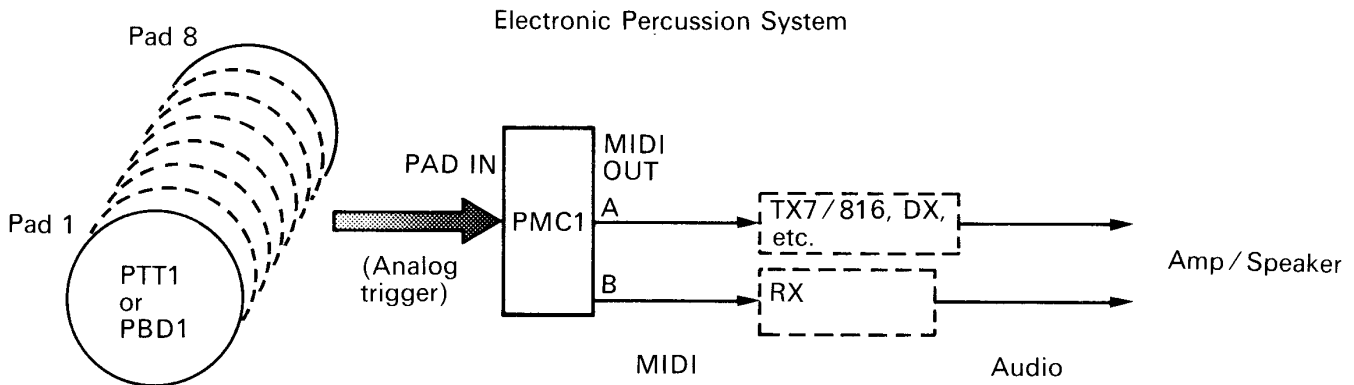 Electronic Percussion System
Pad 8
Pad 1
PTT1
or
PBD1
PAD IN
(Analog
trigger)
PMC1
MIDI
OUT
A
B
TX7/816, DX,
etc.
RX
MIDI
Audio
Amp/Speaker